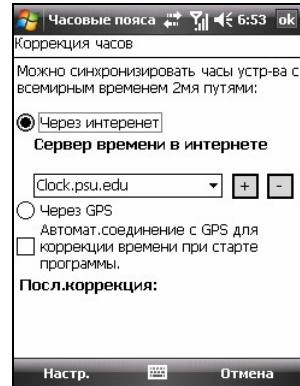 Часовые пояса 6:53 ok
Коррекция часов
Можно синхронизировать часы устр-ва с
всемирным временем 2мя путями:
Через интеренет
Сервер времени в интернете
Clock.psu.edu + -
Через GPS
Автомат.соединение с GPS для
коррекции времени при старте
программы.
Посл.коррекция:
Настр. Отмена